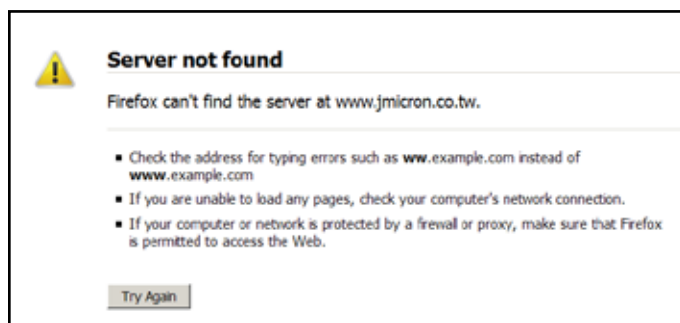 Server not found
Firefox can't find the server at www.jmicron.co.tw.
▪ Check the address for typing errors such as ww.example.com instead of
www.example.com
▪ If you are unable to load any pages, check your computer's network connection.
▪ If your computer or network is protected by a firewall or proxy, make sure that Firefox
is permitted to access the Web.
Try Again